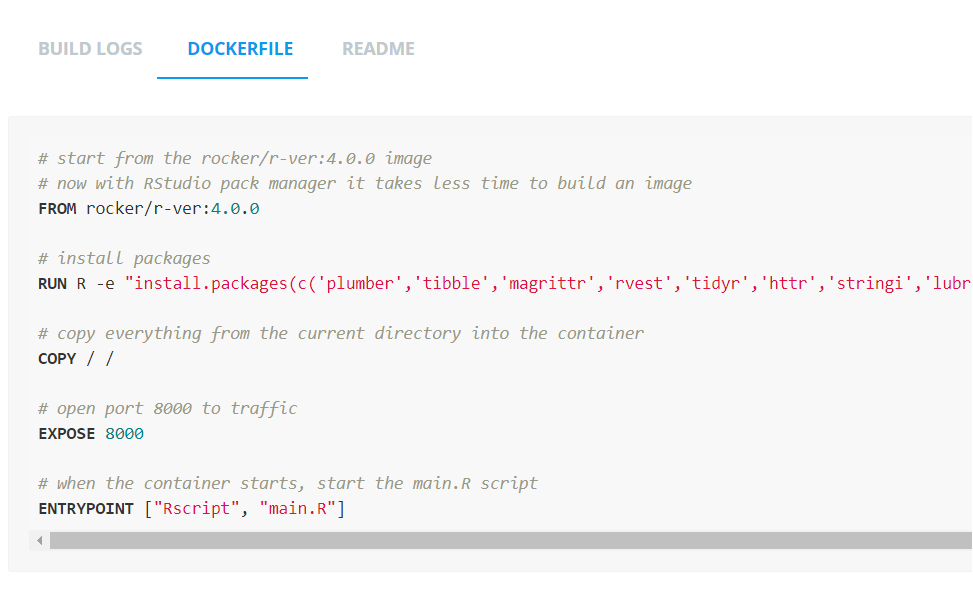 BUILD LOGS DOCKERFILE README
# start from the rocker/r-ver:4.0.0 image
# now with RStudio pack manager it takes less time to build an image
FROM rocker/r-ver:4.0.0
# install packages
RUN R -e "install.packages(c('plumber','tibble','magrittr','rvest','tidyr','httr','stringi','lubr
# copy everything from the current directory into the container
COPY / /
# open port 8000 to traffic
EXPOSE 8000
# when the container starts, start the main.R script
ENTRYPOINT ["Rscript", "main.R"]